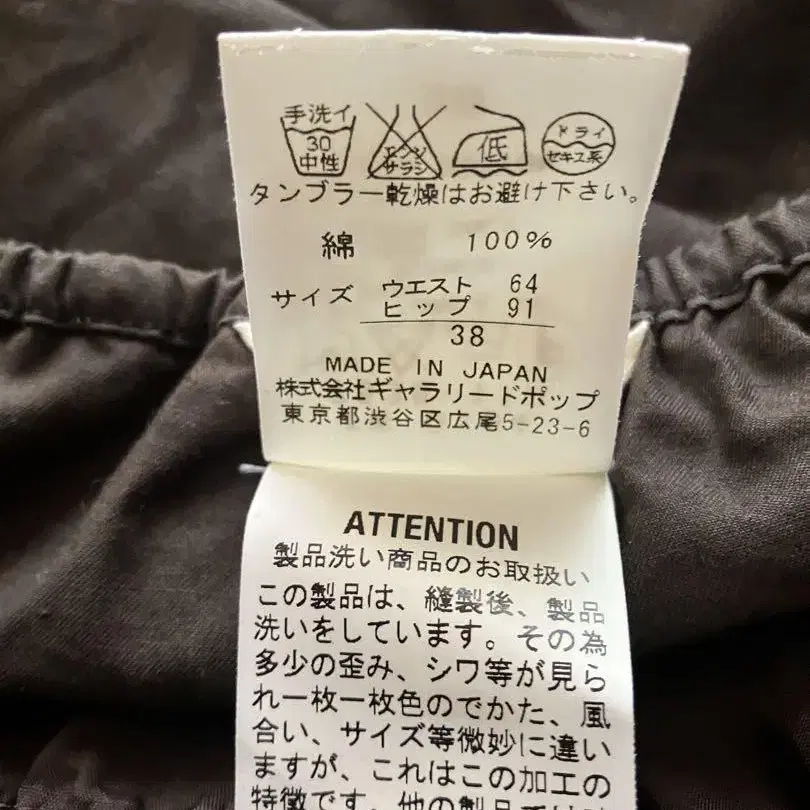 手洗イ
30
中性
エンソ
サラシ
低
ドライ
セキユ系
タンブラー乾燥はお避け下さい。
綿 100%
サイズ ウエスト 64
ヒップ 91
38
MADE IN JAPAN
株式会社ギャラリードポップ
東京都渋谷区広尾5-23-6
ATTENTION
製品洗い商品のお取扱い
この製品は、縫製後、製品
洗いをしています。その為
多少の歪み、シワ等が見ら
れ一枚一枚色のでかた、風
合い、サイズ等微妙に違い
ますが、これはこの加工の
特徴です。他の製品